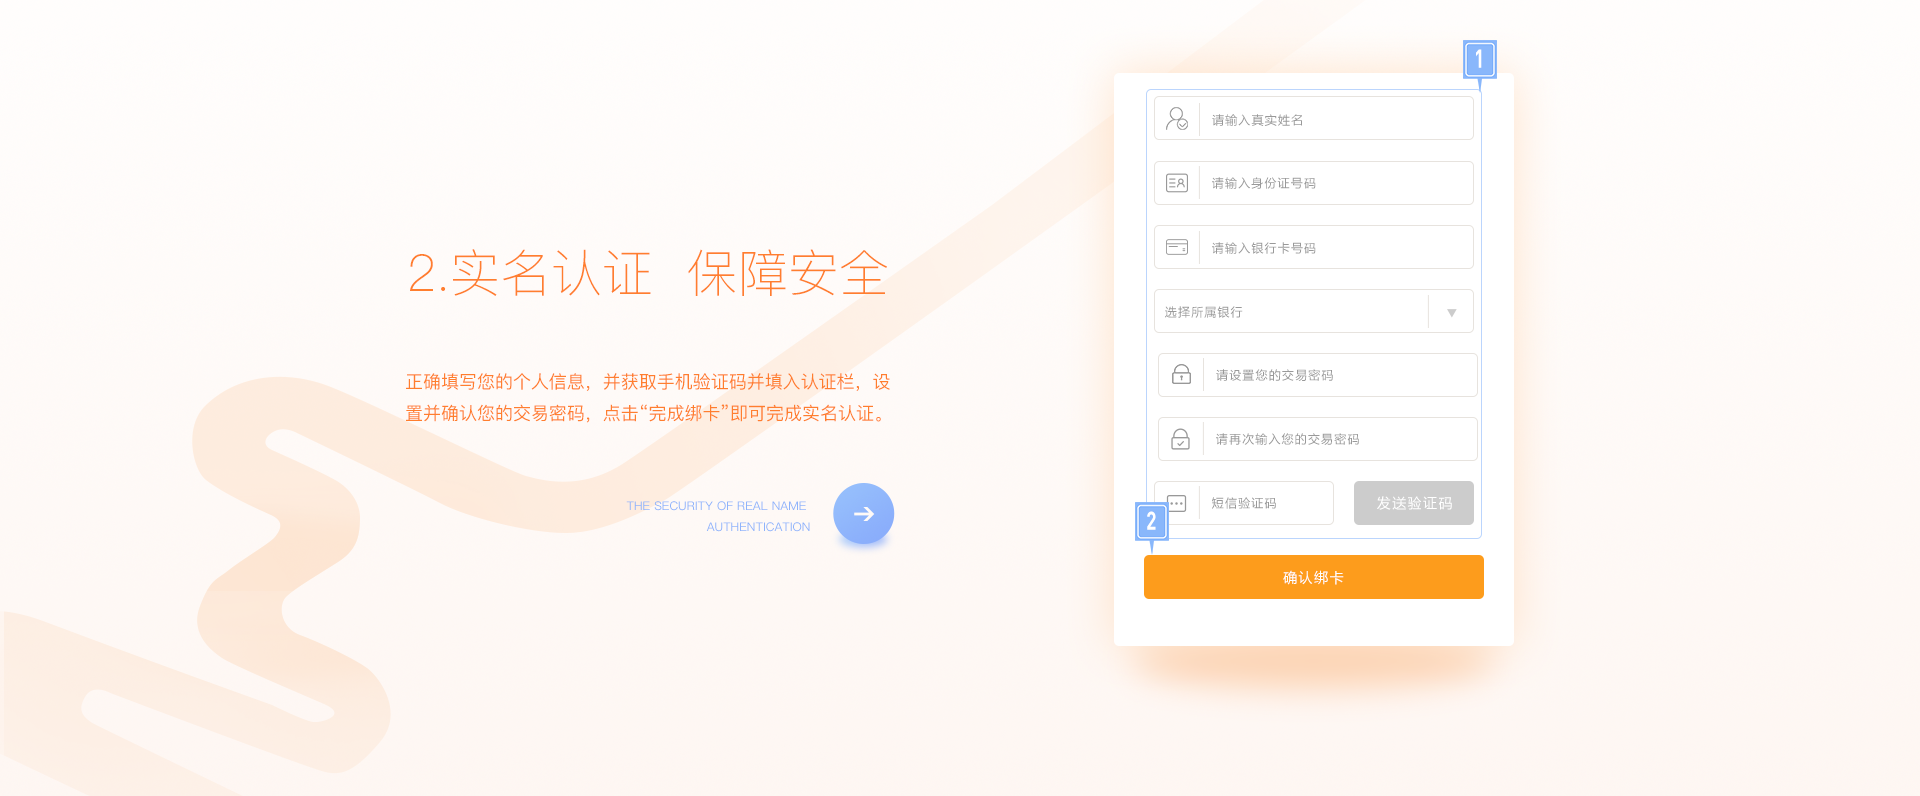 2.实名认证 保障安全
正确填写您的个人信息，并获取手机验证码并填入认证栏，设
置并确认您的交易密码，点击“完成绑卡”即可完成实名认证。
THE SECURITY OF REAL NAME
AUTHENTICATION
1
请输入真实姓名
请输入身份证号码
请输入银行卡号码
选择所属银行
请设置您的交易密码
请再次输入您的交易密码
短信验证码
发送验证码
2
确认绑卡